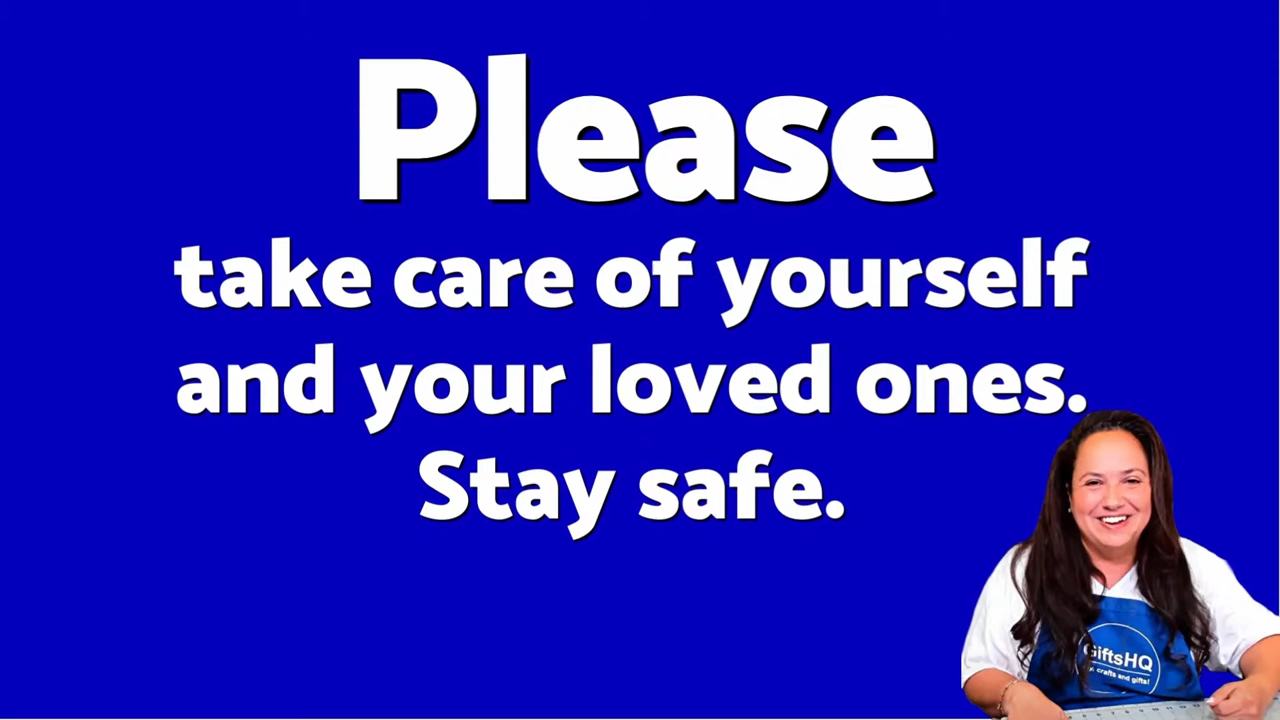 Please
take care of yourself
and your loved ones.
Stay safe.
GiftsHQ
crafts and gifts!